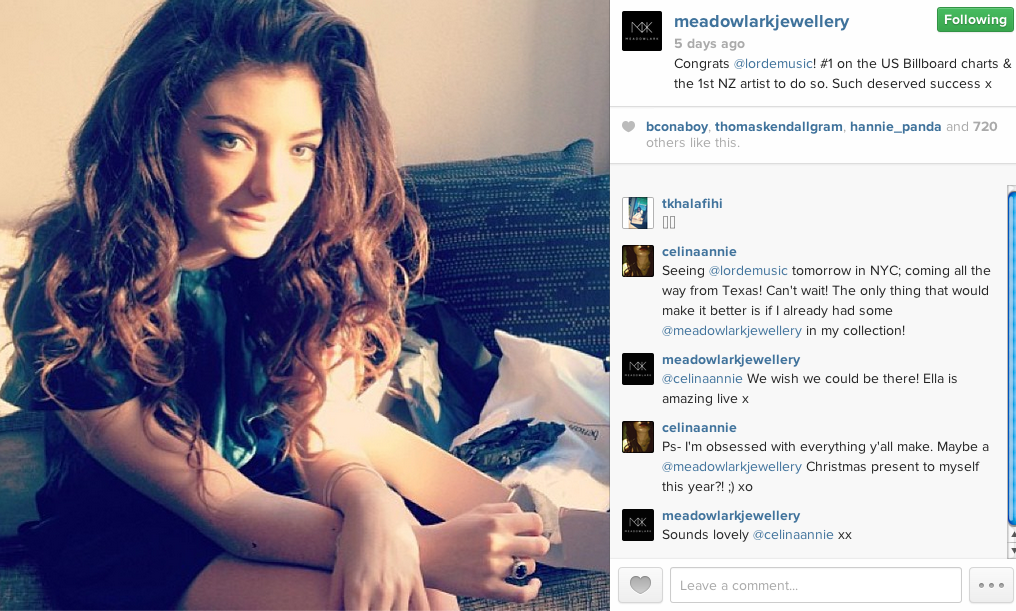 meadowlarkjewellery
Following
5 days ago
Congrats @lordemusic! #1 on the US Billboard charts &
the 1st NZ artist to do so. Such deserved success x
bconaboy, thomaskendallgram, hannie_panda and 720
others like this.
tkhalafihi
celinaannie
Seeing @lordemusic tomorrow in NYC; coming all the
way from Texas! Can't wait! The only thing that would
make it better is if I already had some
@meadowlarkjewellery in my collection!
meadowlarkjewellery
@celinaannie We wish we could be there! Ella is
amazing live x
celinaannie
Ps- I'm obsessed with everything y'all make. Maybe a
@meadowlarkjewellery Christmas present to myself
this year?! ;) xo
meadowlarkjewellery
Sounds lovely @celinaannie xx
Leave a comment...